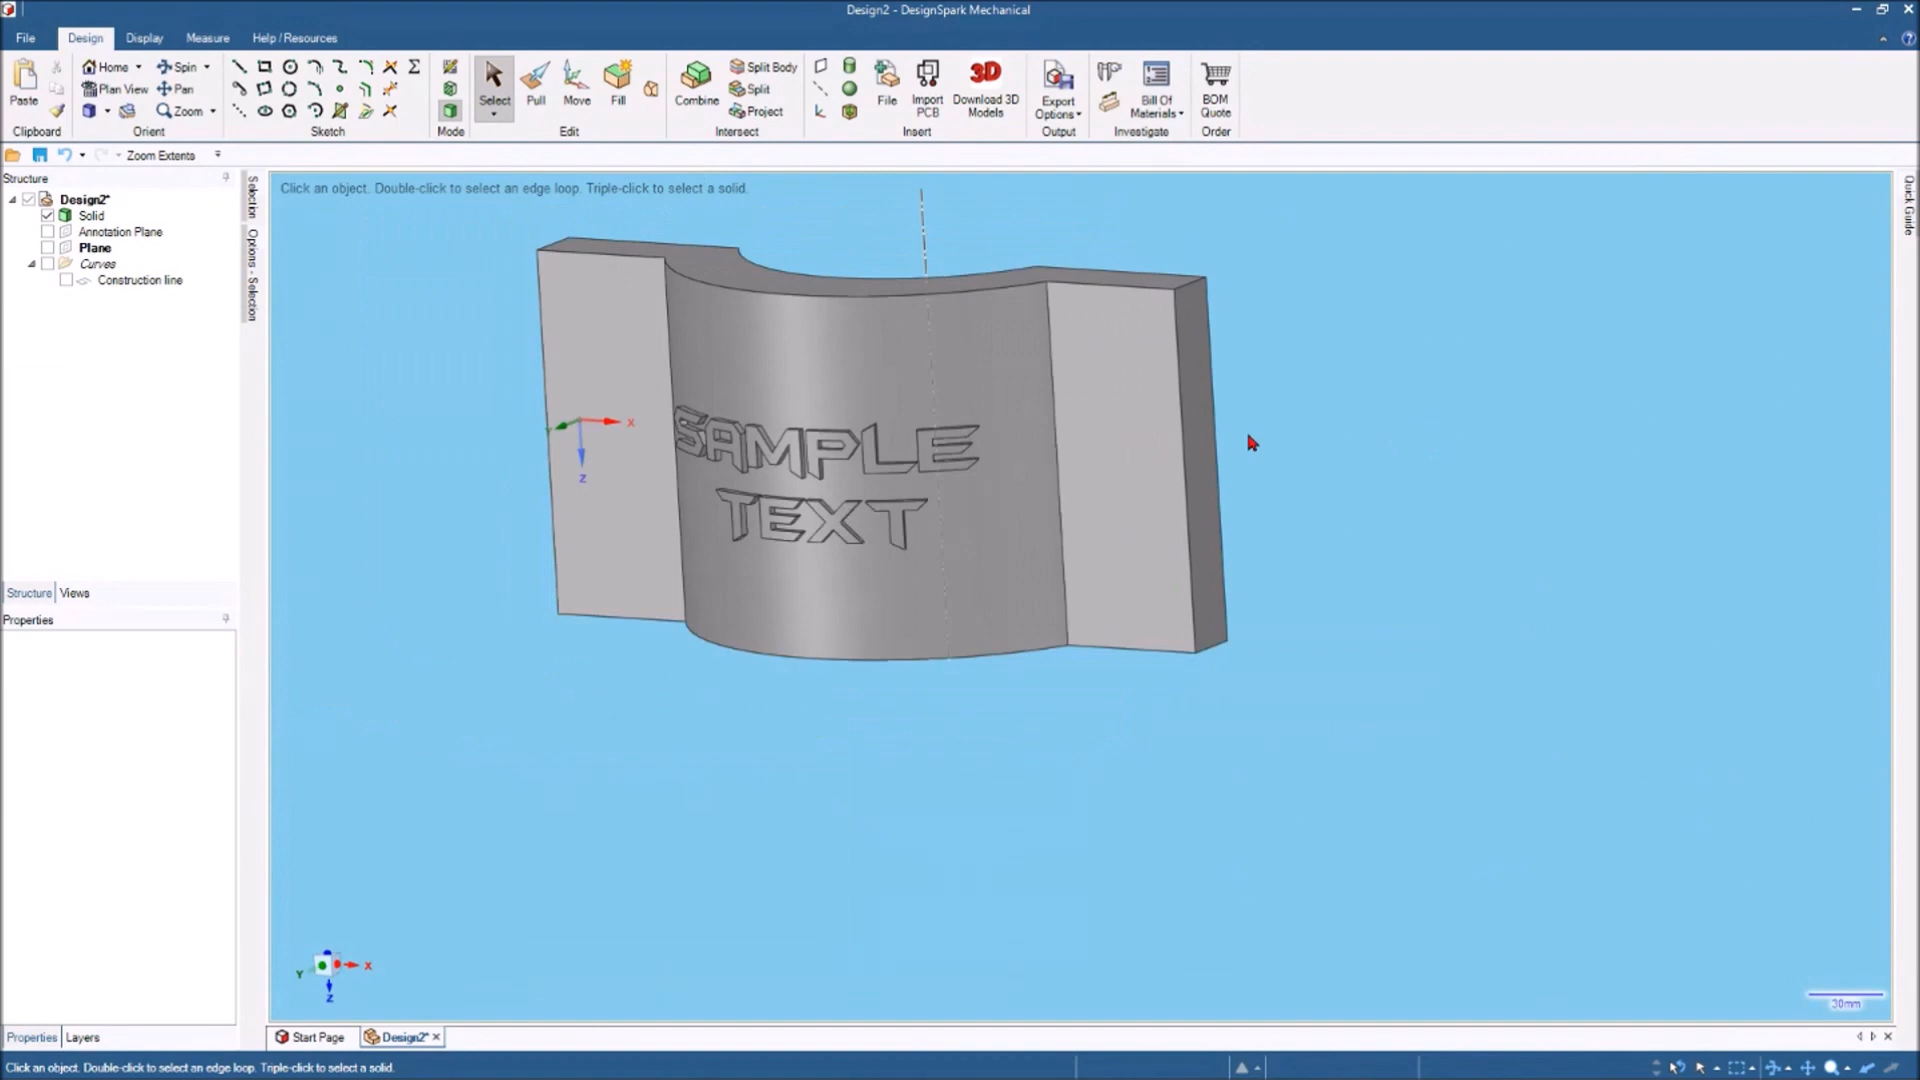 Design2 - DesignSpark Mechanical
File Design Display Measure Help / Resources
Home Spin
Plan View Pan
Zoom
Paste
Select Pull Move Fill
Combine
Split Body
Split
Project
File
Import PCB
Download 3D Models
Export Options
Bill Of Materials
BOM Quote
Clipboard Orient Sketch Mode Edit Intersect Insert Output Investigate Order
Zoom Extents
Structure
Design2*
Solid
Annotation Plane
Plane
Curves
Construction line
Structure Views
Properties
Properties Layers
Selection
Options - Selection
Quick Guide
Click an object. Double-click to select an edge loop. Triple-click to select a solid.
SAMPLE
TEXT
X
Y
Z
Y
X
Z
30mm
Start Page Design2*
Click an object. Double-click to select an edge loop. Triple-click to select a solid.